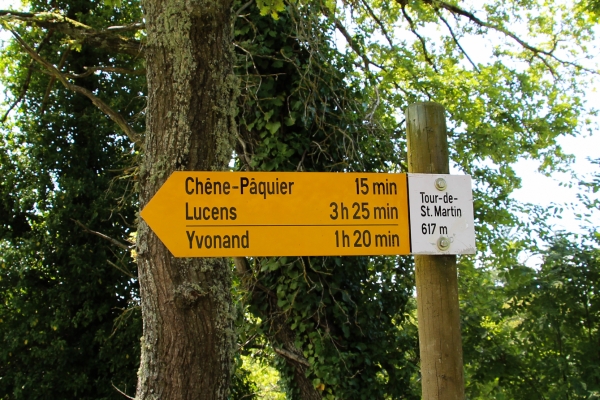 Chêne-Pâquier 15 min
Lucens 3 h 25 min
Yvonand 1 h 20 min
Tour-de-
St. Martin
617 m